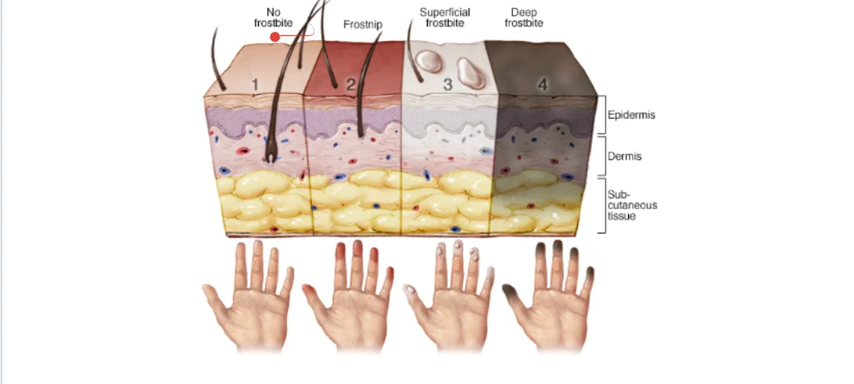 No
frostbite
Frostnip
Superficial
frostbite
Deep
frostbite
1
2
3
4
Epidermis
Dermis
Sub-
cutaneous
tissue